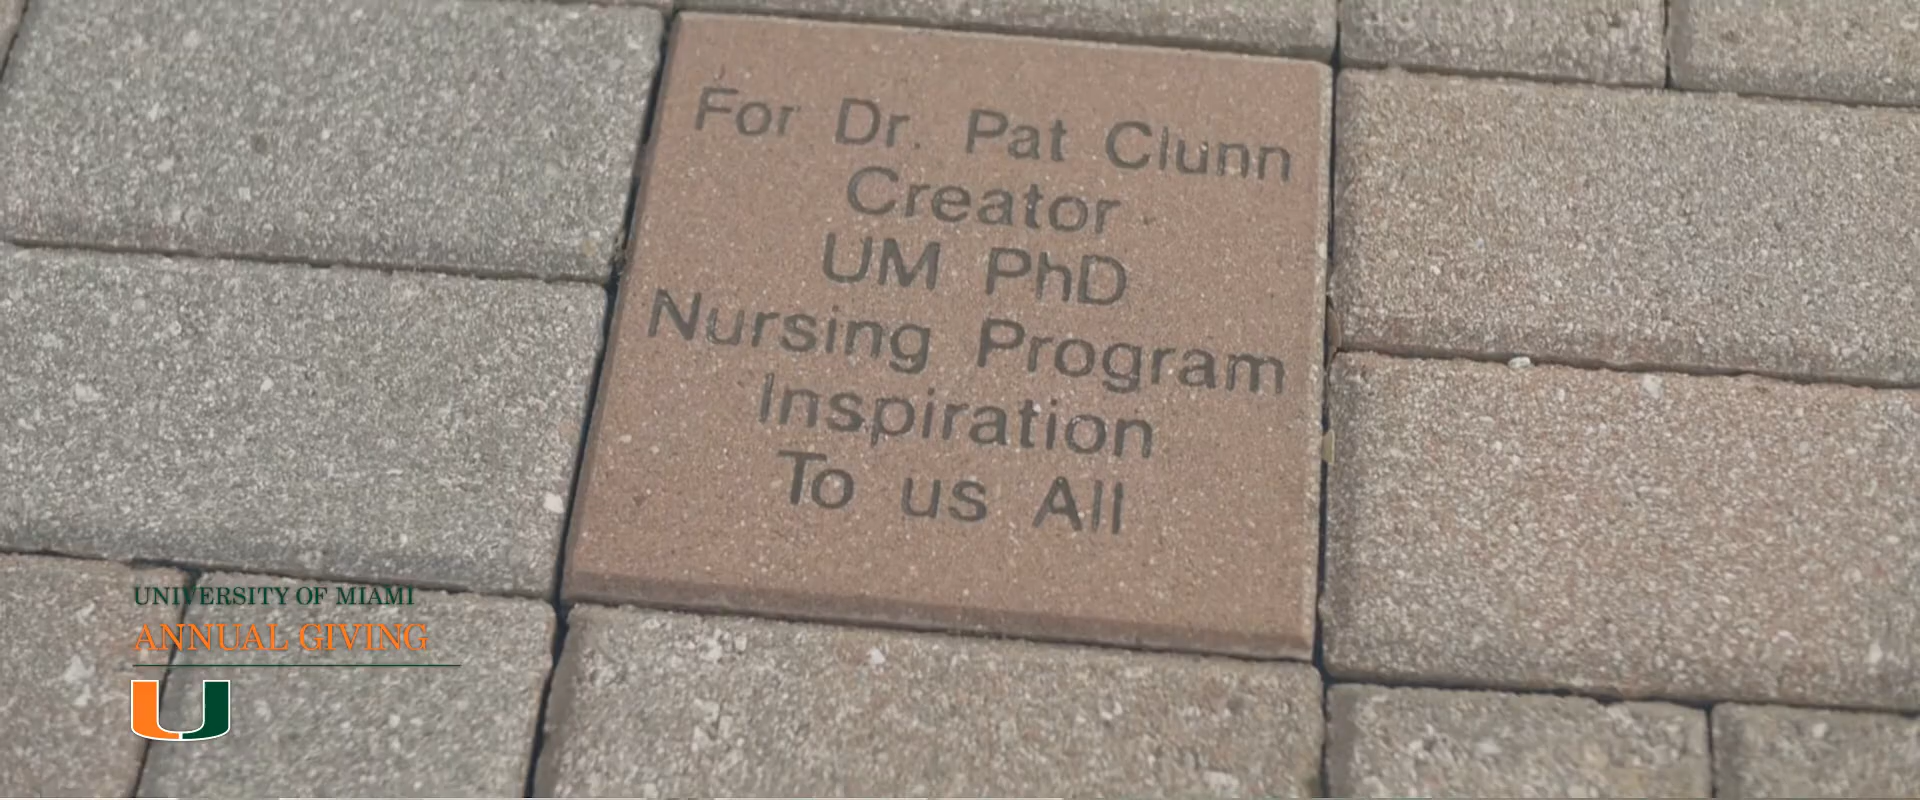 For Dr. Pat Clunn
Creator
UM PhD
Nursing Program
Inspiration
To us All
UNIVERSITY OF MIAMI
ANNUAL GIVING
U